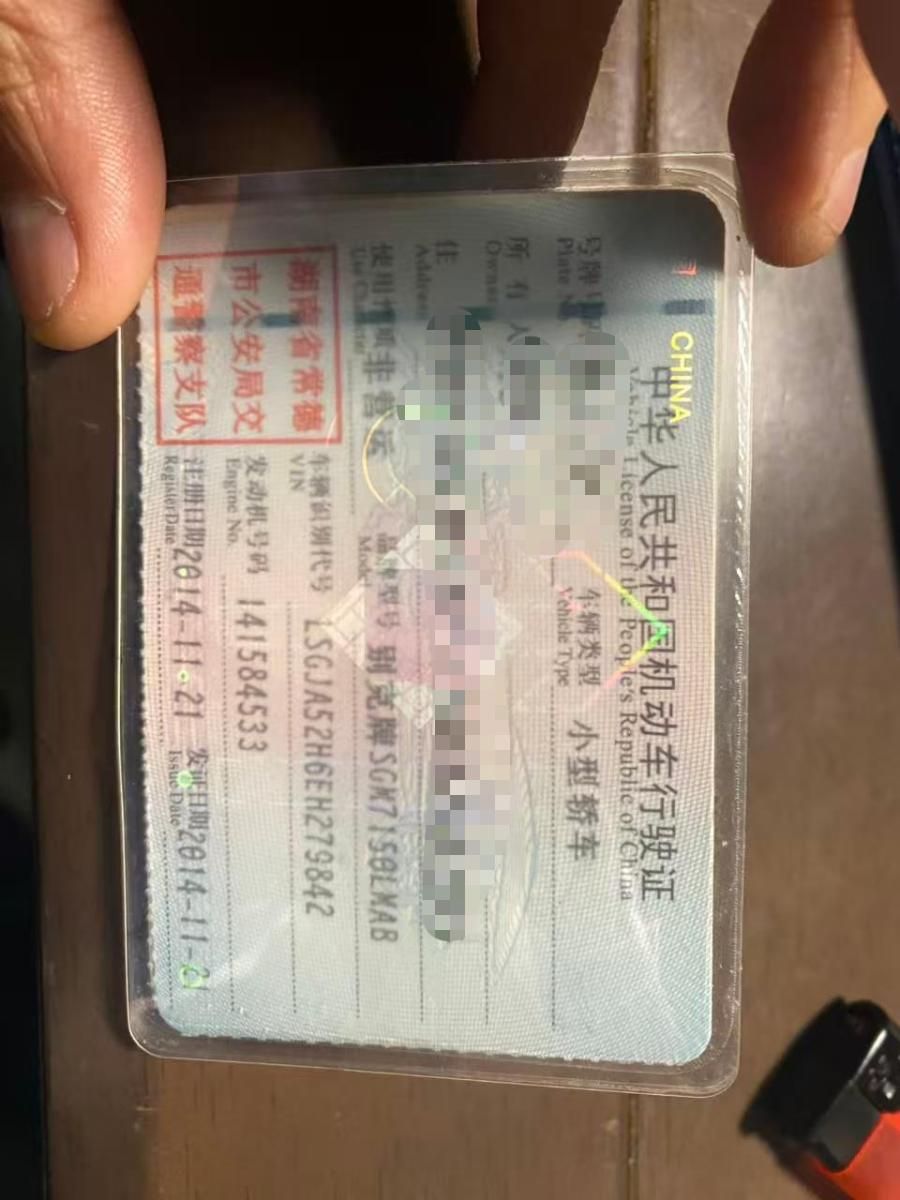 CHINA
中华人民共和国机动车行驶证
Vehicle License of the People's Republic of China
号牌
Plate
车辆类型 小型轿车
Vehicle Type
所有人
Owner
住
Address
使用性质 非营运
Use Character
品牌型号 别克牌SGM7150LMAB
Model
湖南省常德
市公安局交
通警察支队
车辆识别代号 LSGJA52H6EH279842
VIN
发动机号码 141584533
Engine No.
注册日期 2014-11-21 发证日期 2014-11-21
Register Date Issue Date